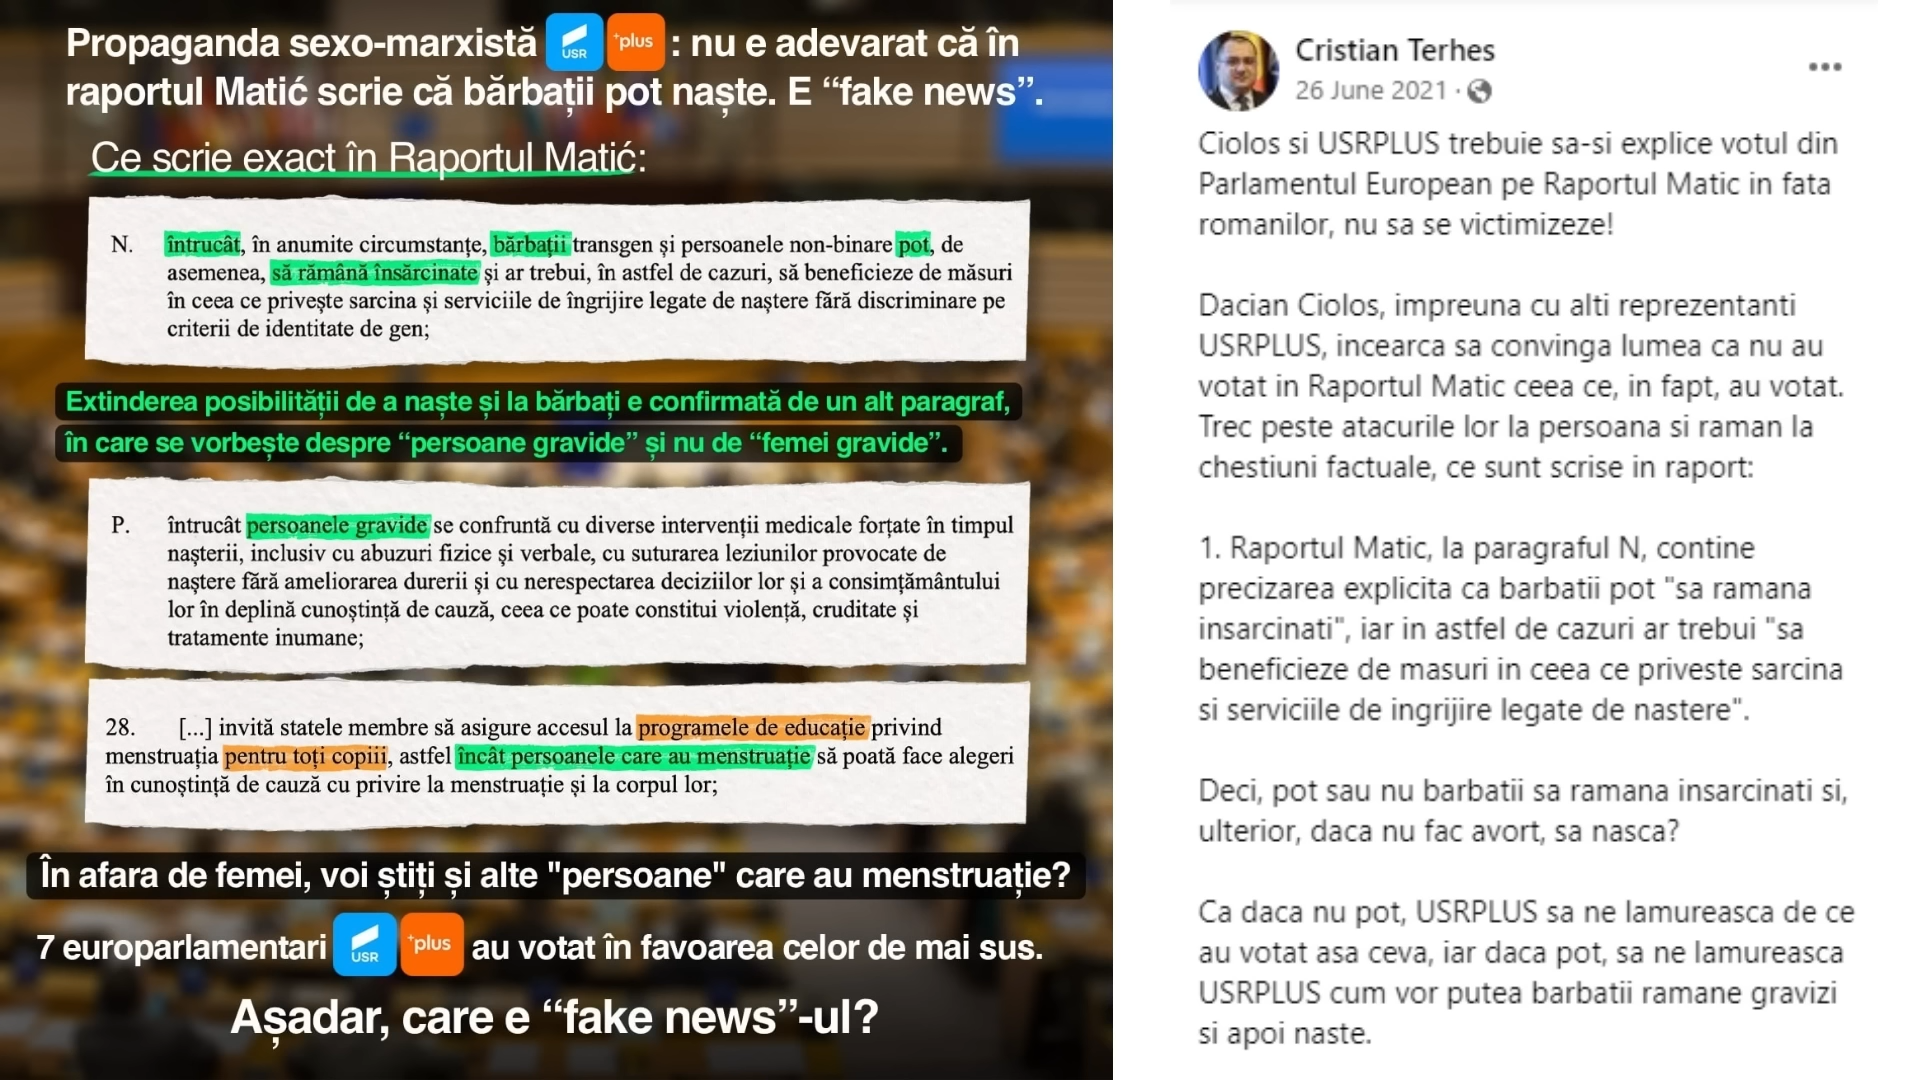 Propaganda sexo-marxistă USR +plus : nu e adevarat că în
raportul Matić scrie că bărbații pot naște. E “fake news”.
Ce scrie exact în Raportul Matić:
N. întrucât, în anumite circumstanțe, bărbații transgen și persoanele non-binare pot, de
asemenea, să rămână însărcinate și ar trebui, în astfel de cazuri, să beneficieze de măsuri
în ceea ce privește sarcina și serviciile de îngrijire legate de naștere fără discriminare pe
criterii de identitate de gen;
Extinderea posibilității de a naște și la bărbați e confirmată de un alt paragraf,
în care se vorbește despre “persoane gravide” și nu de “femei gravide”.
P. întrucât persoanele gravide se confruntă cu diverse intervenții medicale forțate în timpul
nașterii, inclusiv cu abuzuri fizice și verbale, cu suturarea leziunilor provocate de
naștere fără ameliorarea durerii și cu nerespectarea deciziilor lor și a consimțământului
lor în deplină cunoștință de cauză, ceea ce poate constitui violență, cruditate și
tratamente inumane;
28. [...] invită statele membre să asigure accesul la programele de educație privind
menstruația pentru toți copiii, astfel încât persoanele care au menstruație să poată face alegeri
în cunoștință de cauză cu privire la menstruație și la corpul lor;
În afara de femei, voi știți și alte "persoane" care au menstruație?
7 europarlamentari USR +plus au votat în favoarea celor de mai sus.
Așadar, care e “fake news”-ul?
Cristian Terhes
26 June 2021 ·
Ciolos si USRPLUS trebuie sa-si explice votul din
Parlamentul European pe Raportul Matic in fata
romanilor, nu sa se victimizeze!
Dacian Ciolos, impreuna cu alti reprezentanti
USRPLUS, incearca sa convinga lumea ca nu au
votat in Raportul Matic ceea ce, in fapt, au votat.
Trec peste atacurile lor la persoana si raman la
chestiuni factuale, ce sunt scrise in raport:
1. Raportul Matic, la paragraful N, contine
precizarea explicita ca barbatii pot "sa ramana
insarcinati", iar in astfel de cazuri ar trebui "sa
beneficieze de masuri in ceea ce priveste sarcina
si serviciile de ingrijire legate de nastere".
Deci, pot sau nu barbatii sa ramana insarcinati si,
ulterior, daca nu fac avort, sa nasca?
Ca daca nu pot, USRPLUS sa ne lamureasca de ce
au votat asa ceva, iar daca pot, sa ne lamureasca
USRPLUS cum vor putea barbatii ramane gravizi
si apoi naste.